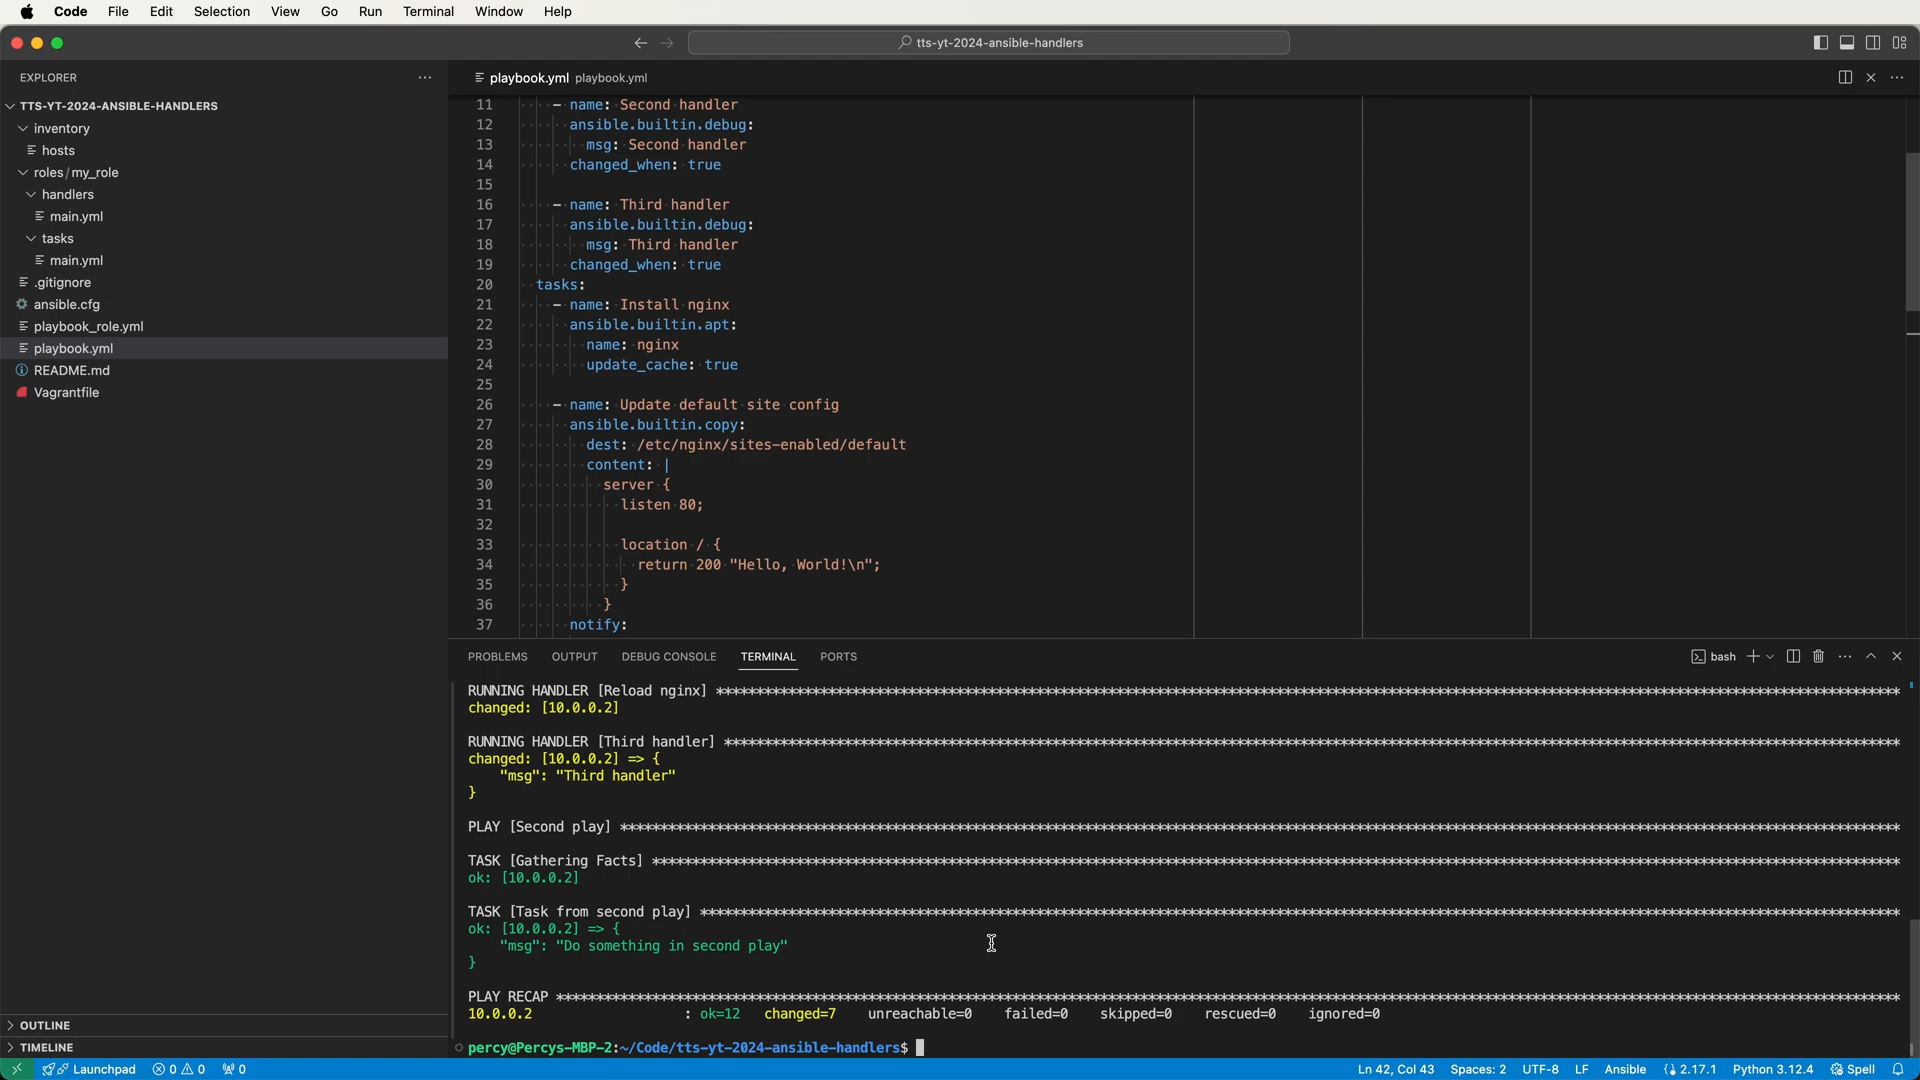 Code File Edit Selection View Go Run Terminal Window Help
tts-yt-2024-ansible-handlers
EXPLORER
TTS-YT-2024-ANSIBLE-HANDLERS
inventory
hosts
roles/my_role
handlers
main.yml
tasks
main.yml
.gitignore
ansible.cfg
playbook_role.yml
playbook.yml
README.md
Vagrantfile
OUTLINE
TIMELINE
playbook.yml playbook.yml
11 - name: Second handler
12 ansible.builtin.debug:
13 msg: Second handler
14 changed_when: true
15
16 - name: Third handler
17 ansible.builtin.debug:
18 msg: Third handler
19 changed_when: true
20 tasks:
21 - name: Install nginx
22 ansible.builtin.apt:
23 name: nginx
24 update_cache: true
25
26 - name: Update default site config
27 ansible.builtin.copy:
28 dest: /etc/nginx/sites-enabled/default
29 content: |
30 server {
31 listen 80;
32
33 location / {
34 return 200 "Hello, World!\n";
35 }
36 }
37 notify:
PROBLEMS OUTPUT DEBUG CONSOLE TERMINAL PORTS
bash
RUNNING HANDLER [Reload nginx] ****
changed: [10.0.0.2]
RUNNING HANDLER [Third handler] ****
changed: [10.0.0.2] => {
"msg": "Third handler"
}
PLAY [Second play] ****
TASK [Gathering Facts] ****
ok: [10.0.0.2]
TASK [Task from second play] ****
ok: [10.0.0.2] => {
"msg": "Do something in second play"
}
PLAY RECAP ****
10.0.0.2 : ok=12 changed=7 unreachable=0 failed=0 skipped=0 rescued=0 ignored=0
percy@Percys-MBP-2:~/Code/tts-yt-2024-ansible-handlers$
Launchpad 0 0 0 Ln 42, Col 43 Spaces: 2 UTF-8 LF Ansible 2.17.1 Python 3.12.4 Spell